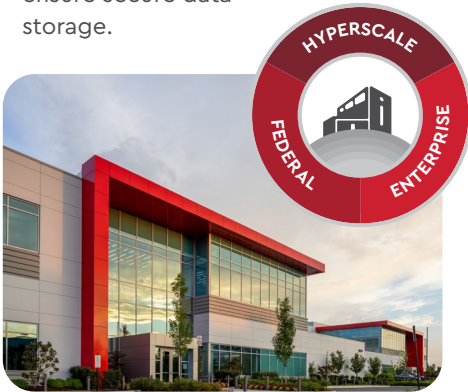 ensure secure data
storage.
HYPERSCALE
FEDERAL
ENTERPRISE